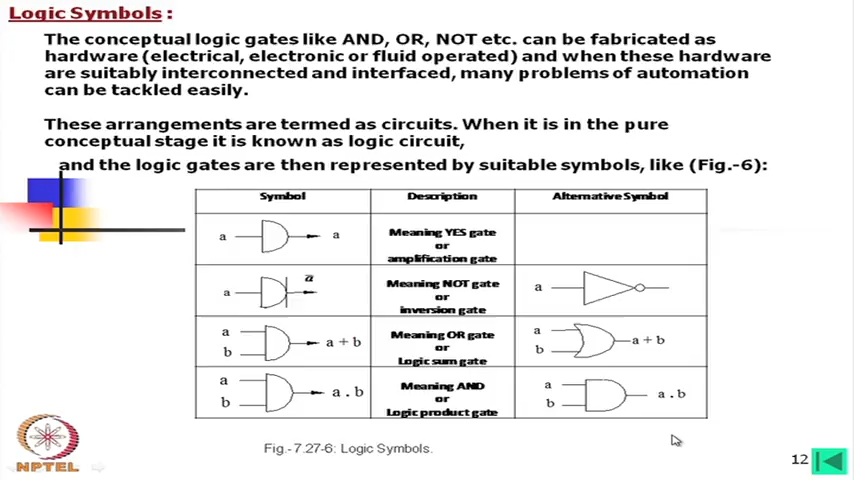 Logic Symbols :
The conceptual logic gates like AND, OR, NOT etc. can be fabricated as
hardware (electrical, electronic or fluid operated) and when these hardware
are suitably interconnected and interfaced, many problems of automation
can be tackled easily.
These arrangements are termed as circuits. When it is in the pure
conceptual stage it is known as logic circuit,
and the logic gates are then represented by suitable symbols, like (Fig.-6):
Symbol Description Alternative Symbol
a a Meaning YES gate
or
amplification gate
a a̅ Meaning NOT gate a
or
inversion gate
a b a + b Meaning OR gate a b a + b
or
Logic sum gate
a b a . b Meaning AND a b a . b
or
Logic product gate
Fig.- 7.27-6: Logic Symbols.
NPTEL
12